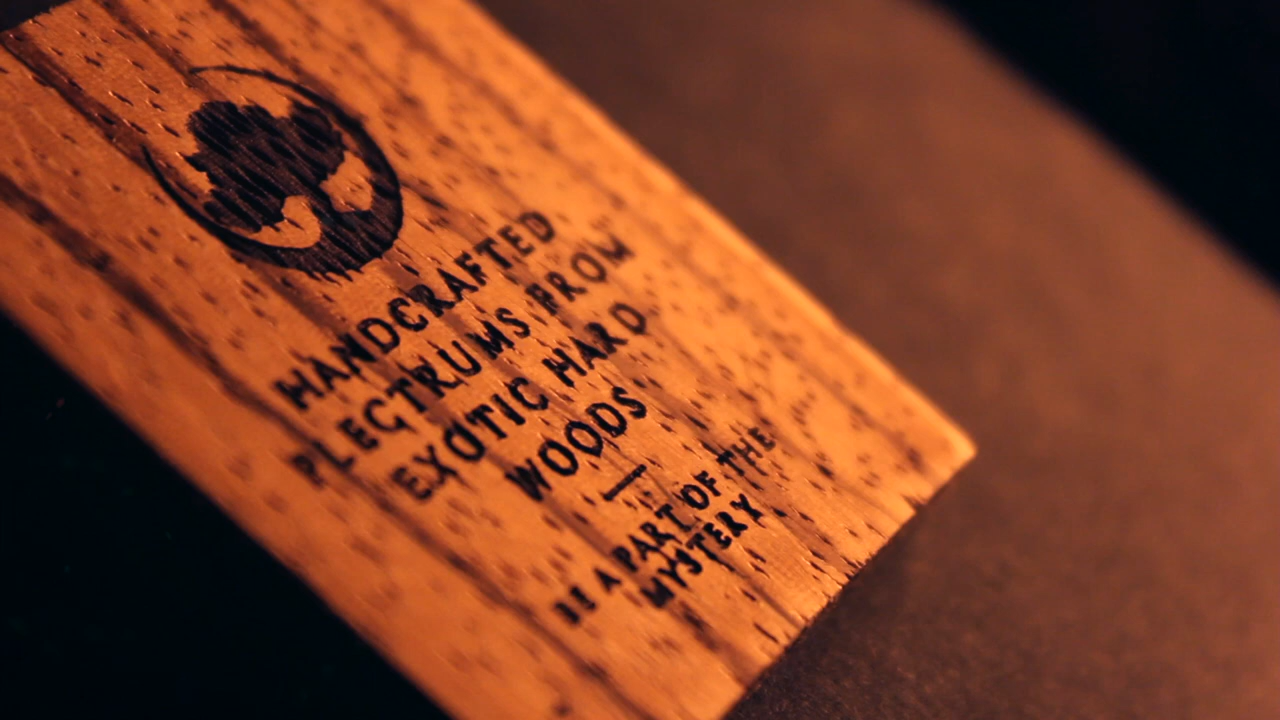 HANDCRAFTED
PLECTRUMS FROM
EXOTIC HARD
WOODS
BE A PART OF THE
MYSTERY